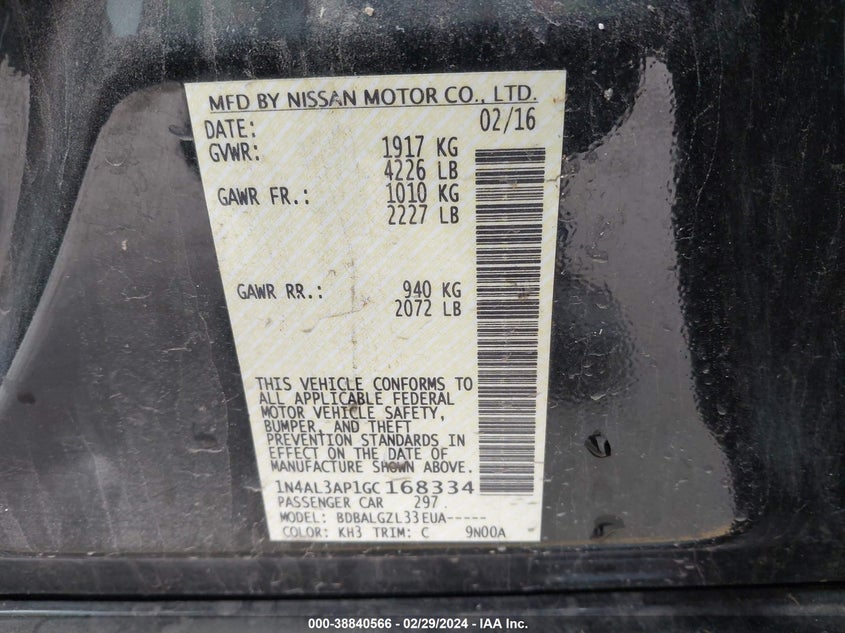 MFD BY NISSAN MOTOR CO., LTD.
DATE: 02/16
GVWR: 1917 KG
4226 LB
GAWR FR.: 1010 KG
2227 LB
GAWR RR.: 940 KG
2072 LB
THIS VEHICLE CONFORMS TO
ALL APPLICABLE FEDERAL
MOTOR VEHICLE SAFETY,
BUMPER, AND THEFT
PREVENTION STANDARDS IN
EFFECT ON THE DATE OF
MANUFACTURE SHOWN ABOVE.
1N4AL3AP1GC168334
PASSENGER CAR 297
MODEL: BDBALGZL33EUA-----
COLOR: KH3 TRIM: C 9N00A
000-38840566 - 02/29/2024 - IAA Inc.